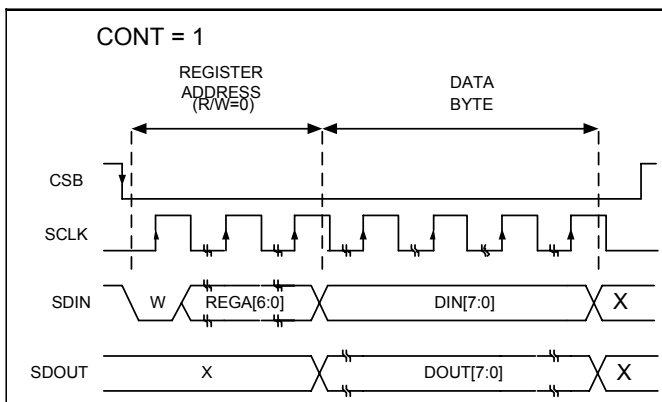 CONT = 1
REGISTER
ADDRESS
(R/W=0)
DATA
BYTE
CSB
SCLK
SDIN
W
REGA[6:0]
DIN[7:0]
X
SDOUT
X
DOUT[7:0]
X